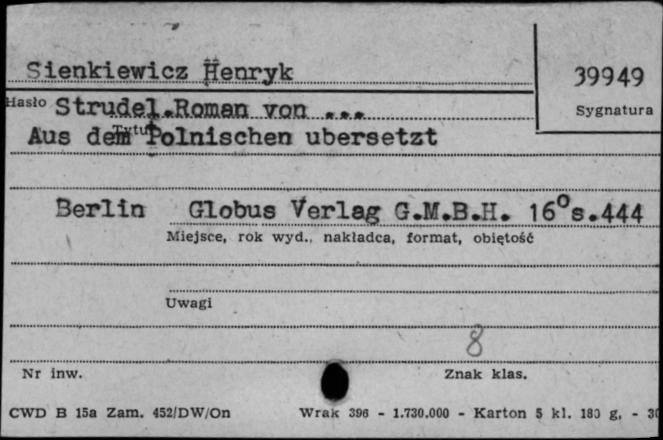 Sienkiewicz Henryk
39949
Hasło Strudel.Roman von ...
Sygnatura
Tytuł
Aus dem Polnischen ubersetzt
Berlin Globus Verlag G.M.B.H. 16⁰s.444
Miejsce, rok wyd., nakładca, format, objętość
Uwagi
8
Nr inw.
Znak klas.
CWD B 15a Zam. 452/DW/On Wrak 396 - 1.730.000 - Karton 5 kl. 180 g, -